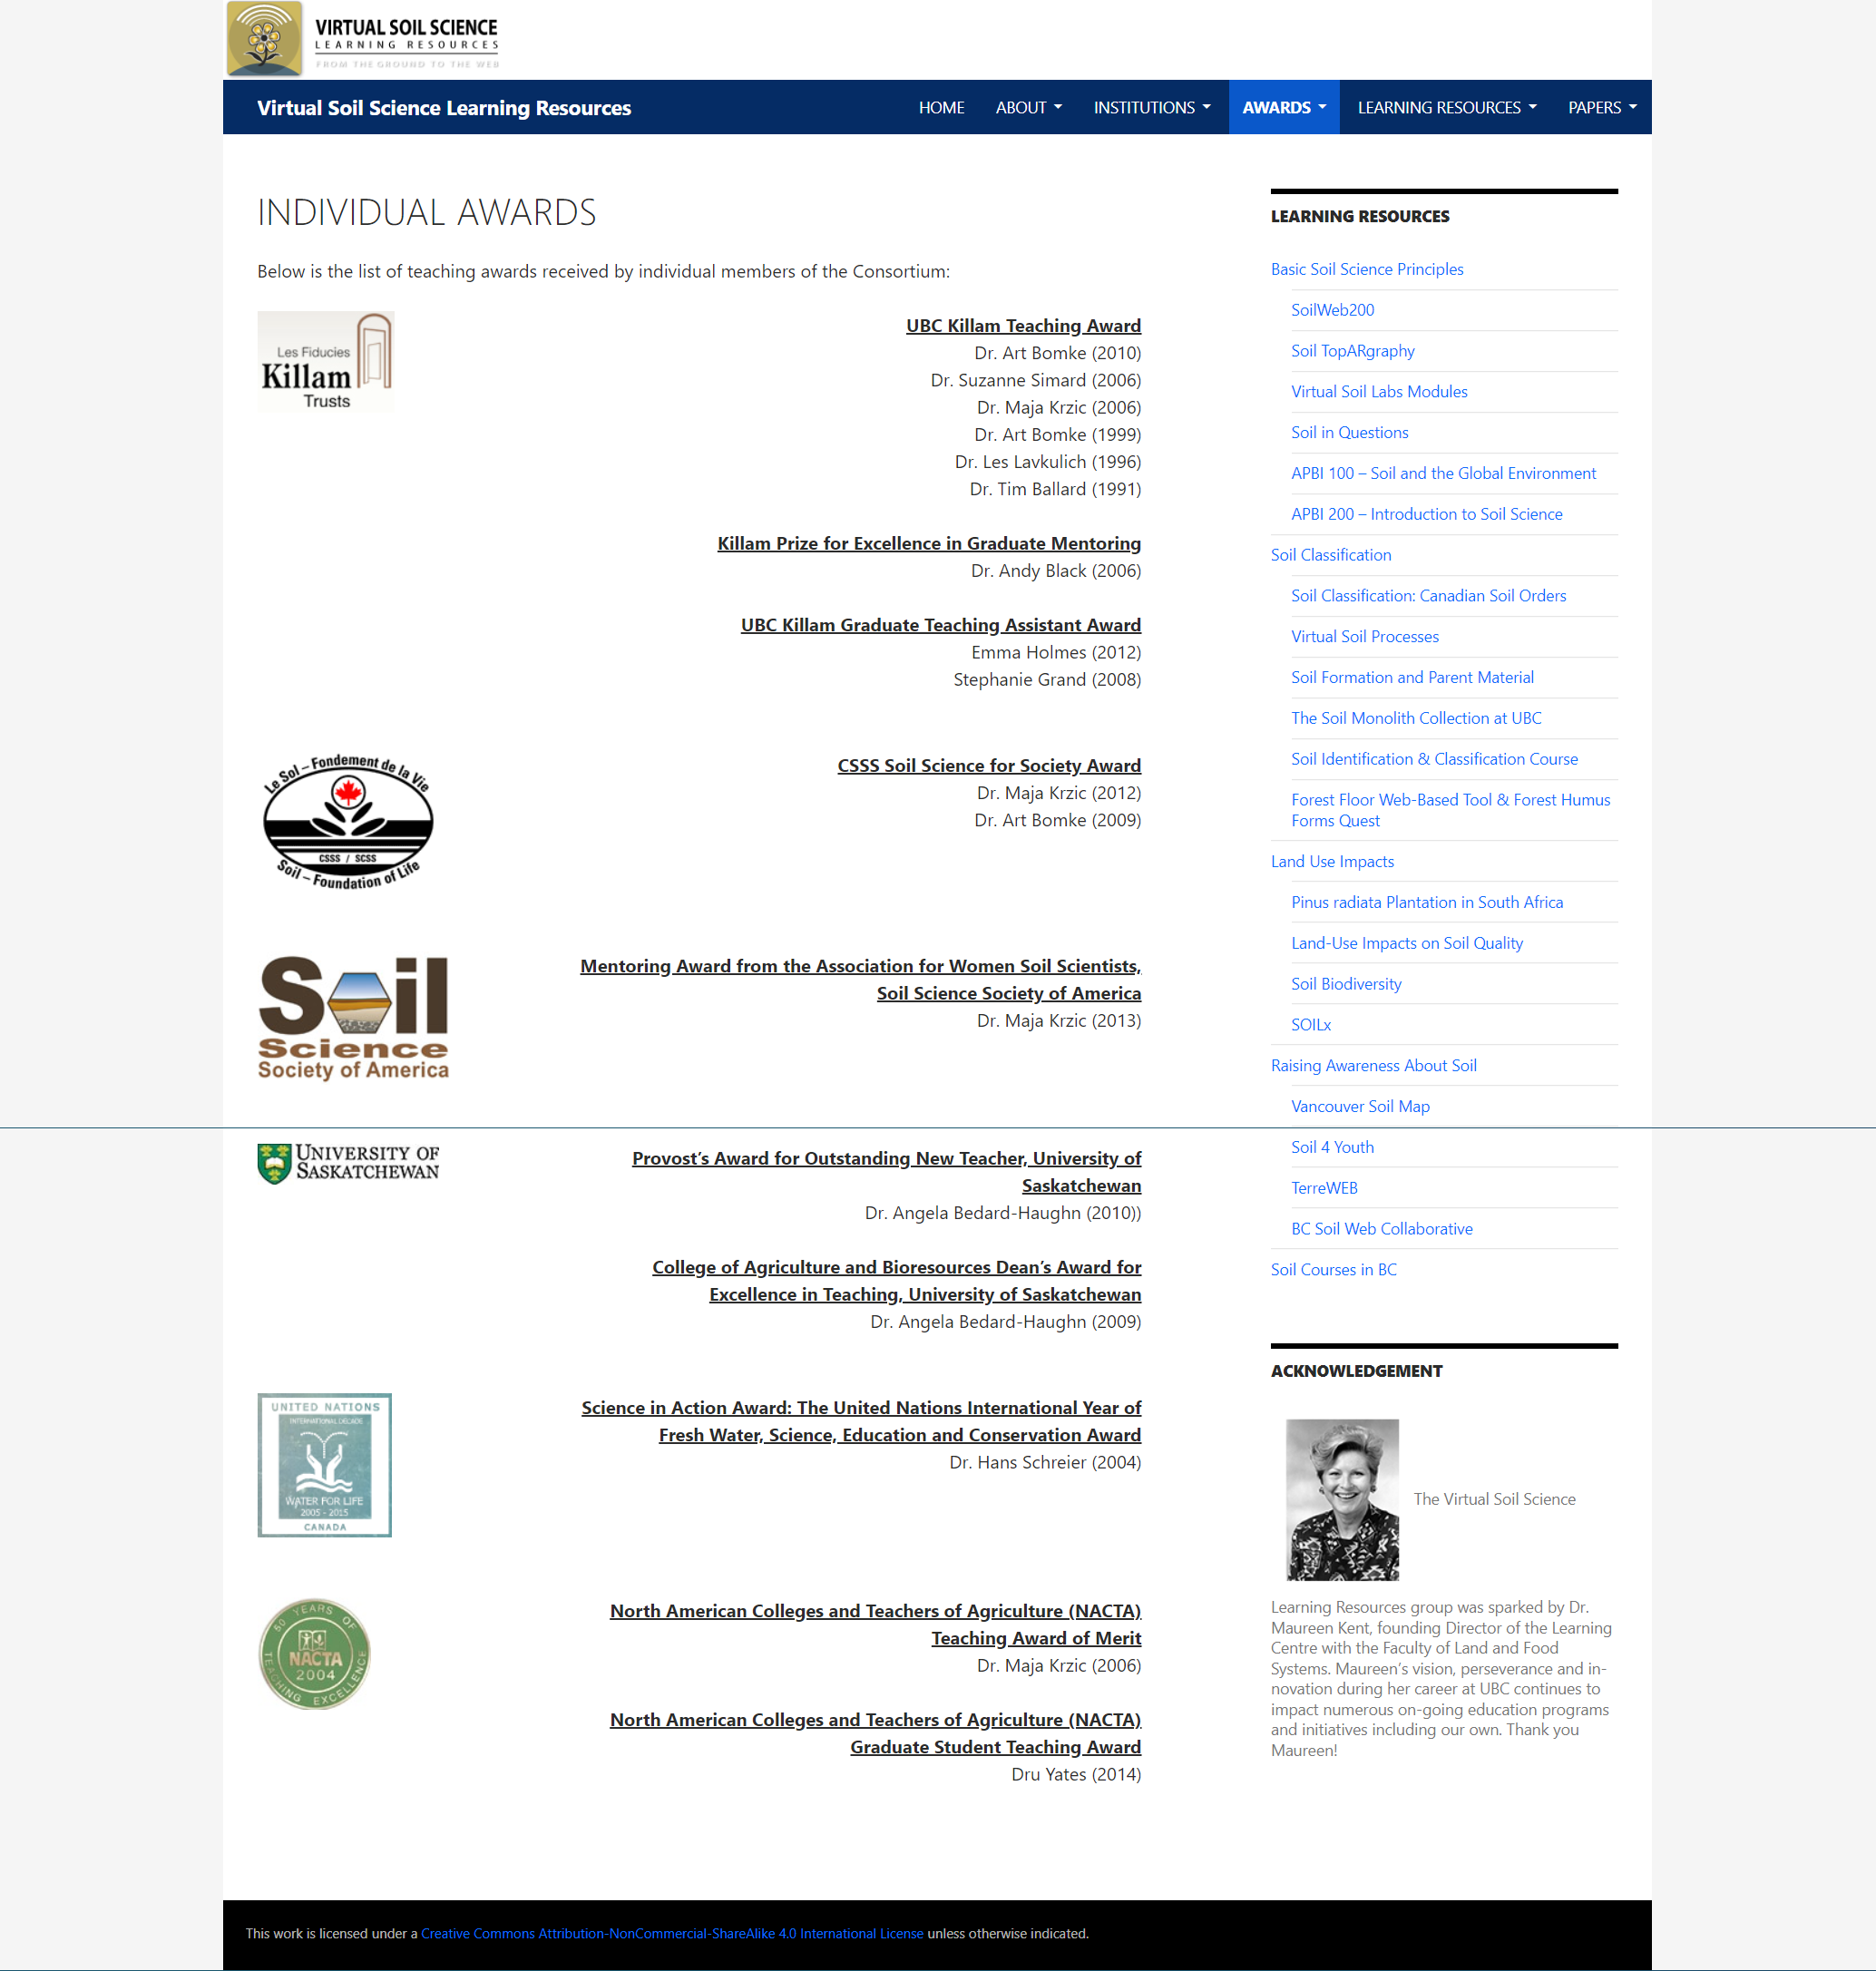 VIRTUAL SOIL SCIENCE
LEARNING RESOURCES
FROM THE GROUND TO THE WEB
Virtual Soil Science Learning Resources
HOME
ABOUT
INSTITUTIONS
AWARDS
LEARNING RESOURCES
PAPERS
INDIVIDUAL AWARDS
Below is the list of teaching awards received by individual members of the Consortium:
Les Fiducies
Killam
Trusts
UBC Killam Teaching Award
Dr. Art Bomke (2010)
Dr. Suzanne Simard (2006)
Dr. Maja Krzic (2006)
Dr. Art Bomke (1999)
Dr. Les Lavkulich (1996)
Dr. Tim Ballard (1991)
Killam Prize for Excellence in Graduate Mentoring
Dr. Andy Black (2006)
UBC Killam Graduate Teaching Assistant Award
Emma Holmes (2012)
Stephanie Grand (2008)
Le Sol – Fondement de la Vie
CSSS / SCSS
Soil – Foundation of Life
CSSS Soil Science for Society Award
Dr. Maja Krzic (2012)
Dr. Art Bomke (2009)
Soil
Science
Society of America
Mentoring Award from the Association for Women Soil Scientists,
Soil Science Society of America
Dr. Maja Krzic (2013)
UNIVERSITY OF
SASKATCHEWAN
Provost’s Award for Outstanding New Teacher, University of
Saskatchewan
Dr. Angela Bedard-Haughn (2010))
College of Agriculture and Bioresources Dean’s Award for
Excellence in Teaching, University of Saskatchewan
Dr. Angela Bedard-Haughn (2009)
UNITED NATIONS
INTERNATIONAL DECADE
WATER FOR LIFE
2005 - 2015
CANADA
Science in Action Award: The United Nations International Year of
Fresh Water, Science, Education and Conservation Award
Dr. Hans Schreier (2004)
50 YEARS OF
NACTA
2004
TEACHING EXCELLENCE
North American Colleges and Teachers of Agriculture (NACTA)
Teaching Award of Merit
Dr. Maja Krzic (2006)
North American Colleges and Teachers of Agriculture (NACTA)
Graduate Student Teaching Award
Dru Yates (2014)
LEARNING RESOURCES
Basic Soil Science Principles
SoilWeb200
Soil TopARgraphy
Virtual Soil Labs Modules
Soil in Questions
APBI 100 – Soil and the Global Environment
APBI 200 – Introduction to Soil Science
Soil Classification
Soil Classification: Canadian Soil Orders
Virtual Soil Processes
Soil Formation and Parent Material
The Soil Monolith Collection at UBC
Soil Identification & Classification Course
Forest Floor Web-Based Tool & Forest Humus
Forms Quest
Land Use Impacts
Pinus radiata Plantation in South Africa
Land-Use Impacts on Soil Quality
Soil Biodiversity
SOILx
Raising Awareness About Soil
Vancouver Soil Map
Soil 4 Youth
TerreWEB
BC Soil Web Collaborative
Soil Courses in BC
ACKNOWLEDGEMENT
The Virtual Soil Science
Learning Resources group was sparked by Dr.
Maureen Kent, founding Director of the Learning
Centre with the Faculty of Land and Food
Systems. Maureen’s vision, perseverance and in-
novation during her career at UBC continues to
impact numerous on-going education programs
and initiatives including our own. Thank you
Maureen!
This work is licensed under a Creative Commons Attribution-NonCommercial-ShareAlike 4.0 International License unless otherwise indicated.